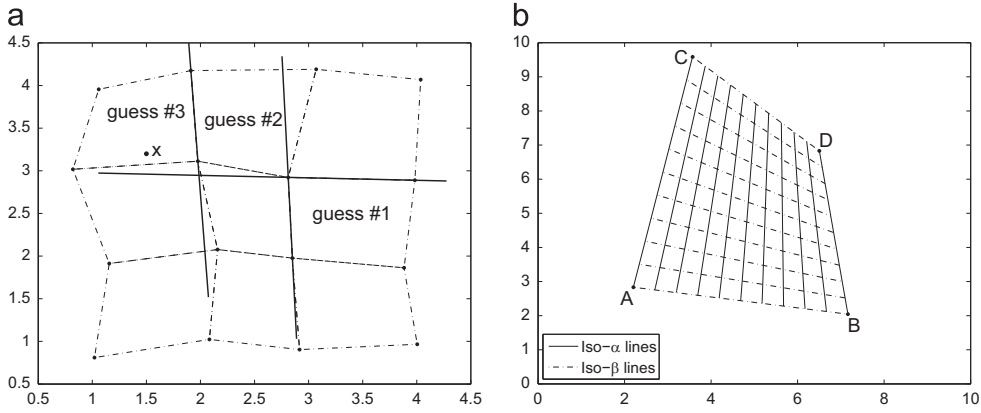 a
4.5
4
3.5
3
2.5
2
1.5
1
0.5
0.5 1 1.5 2 2.5 3 3.5 4 4.5
guess #3
guess #2
x
guess #1
b
10
9
8
7
6
5
4
3
2
1
0
0 2 4 6 8 10
C
D
A
B
Iso−α lines
Iso−β lines